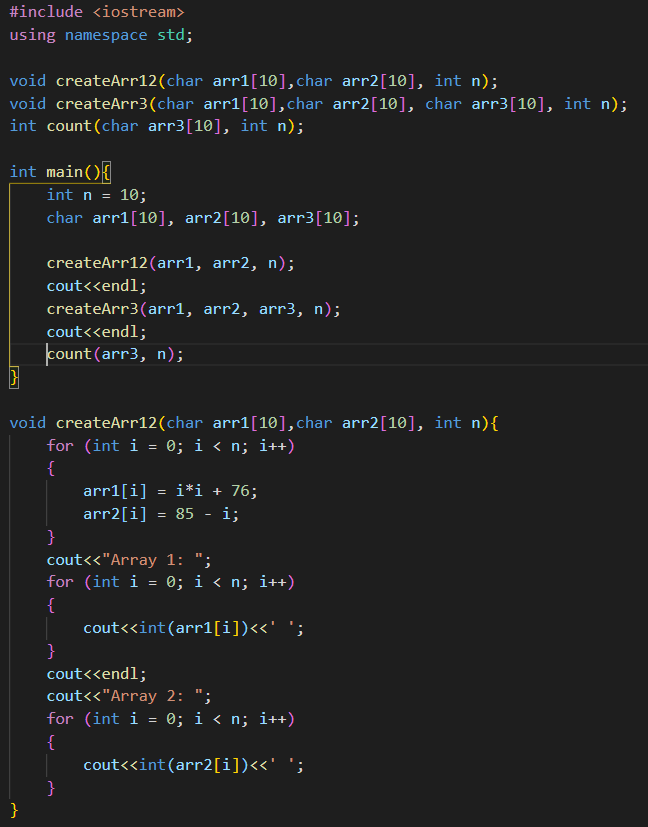 #include <iostream>
using namespace std;

void createArr12(char arr1[10],char arr2[10], int n);
void createArr3(char arr1[10],char arr2[10], char arr3[10], int n);
int count(char arr3[10], int n);

int main(){
    int n = 10;
    char arr1[10], arr2[10], arr3[10];

    createArr12(arr1, arr2, n);
    cout<<endl;
    createArr3(arr1, arr2, arr3, n);
    cout<<endl;
    count(arr3, n);
}

void createArr12(char arr1[10],char arr2[10], int n){
    for (int i = 0; i < n; i++)
    {
        arr1[i] = i*i + 76;
        arr2[i] = 85 - i;
    }
    cout<<"Array 1: ";
    for (int i = 0; i < n; i++)
    {
        cout<<int(arr1[i])<<' ';
    }
    cout<<endl;
    cout<<"Array 2: ";
    for (int i = 0; i < n; i++)
    {
        cout<<int(arr2[i])<<' ';
    }
}